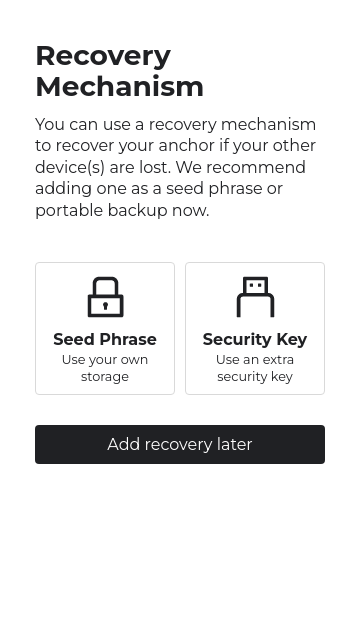 Recovery
Mechanism
You can use a recovery mechanism
to recover your anchor if your other
device(s) are lost. We recommend
adding one as a seed phrase or
portable backup now.
Seed Phrase
Use your own
storage
Security Key
Use an extra
security key
Add recovery later